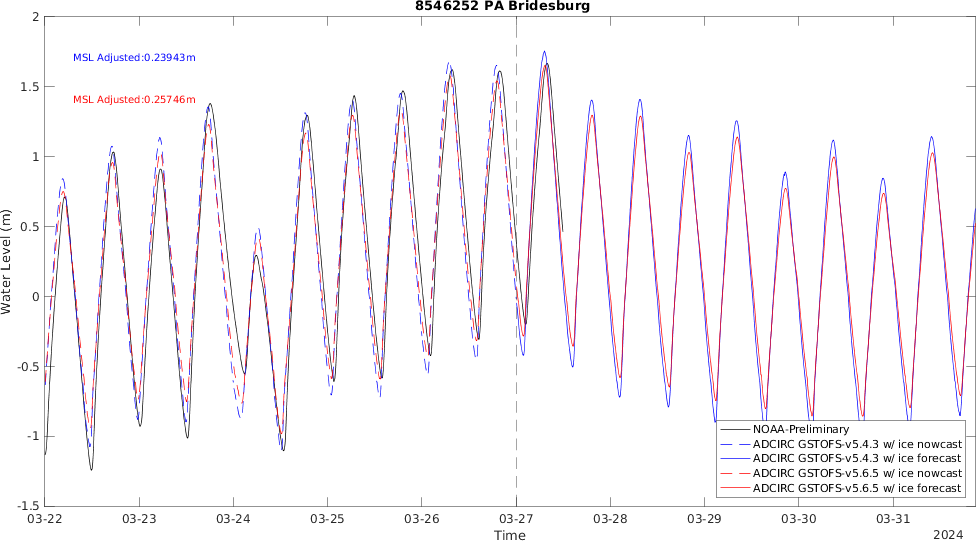 8546252 PA Bridesburg
MSL Adjusted:0.23943m
MSL Adjusted:0.25746m
Water Level (m)
2
1.5
1
0.5
0
-0.5
-1
-1.5
NOAA-Preliminary
ADCIRC GSTOFS-v5.4.3 w/ ice nowcast
ADCIRC GSTOFS-v5.4.3 w/ ice forecast
ADCIRC GSTOFS-v5.6.5 w/ ice nowcast
ADCIRC GSTOFS-v5.6.5 w/ ice forecast
03-22 03-23 03-24 03-25 03-26 03-27 03-28 03-29 03-30 03-31
Time
2024